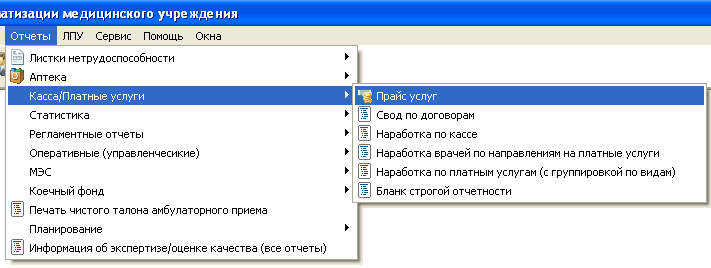 атизации медицинского учреждения
Отчеты ЛПУ Сервис Помощь Окна
Листки нетрудоспособности
Аптека
Касса/Платные услуги
Статистика
Регламентные отчеты
Оперативные (управленчесикие)
МЭС
Коечный фонд
Печать чистого талона амбулаторного приема
Планирование
Информация об экспертизе/оценке качества (все отчеты)
Прайс услуг
Свод по договорам
Наработка по кассе
Наработка врачей по направлениям на платные услуги
Наработка по платным услугам (с группировкой по видам)
Бланк строгой отчетности